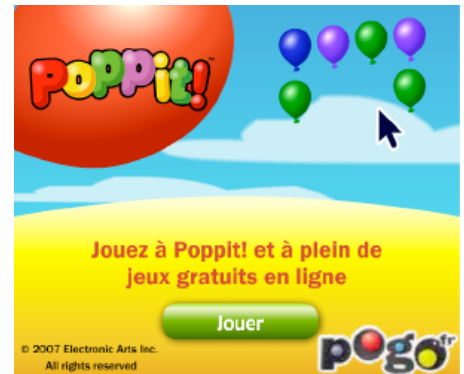 Poppit!™
Jouez à Poppit! et à plein de
jeux gratuits en ligne
Jouer
© 2007 Electronic Arts Inc.
All rights reserved
pogo.fr